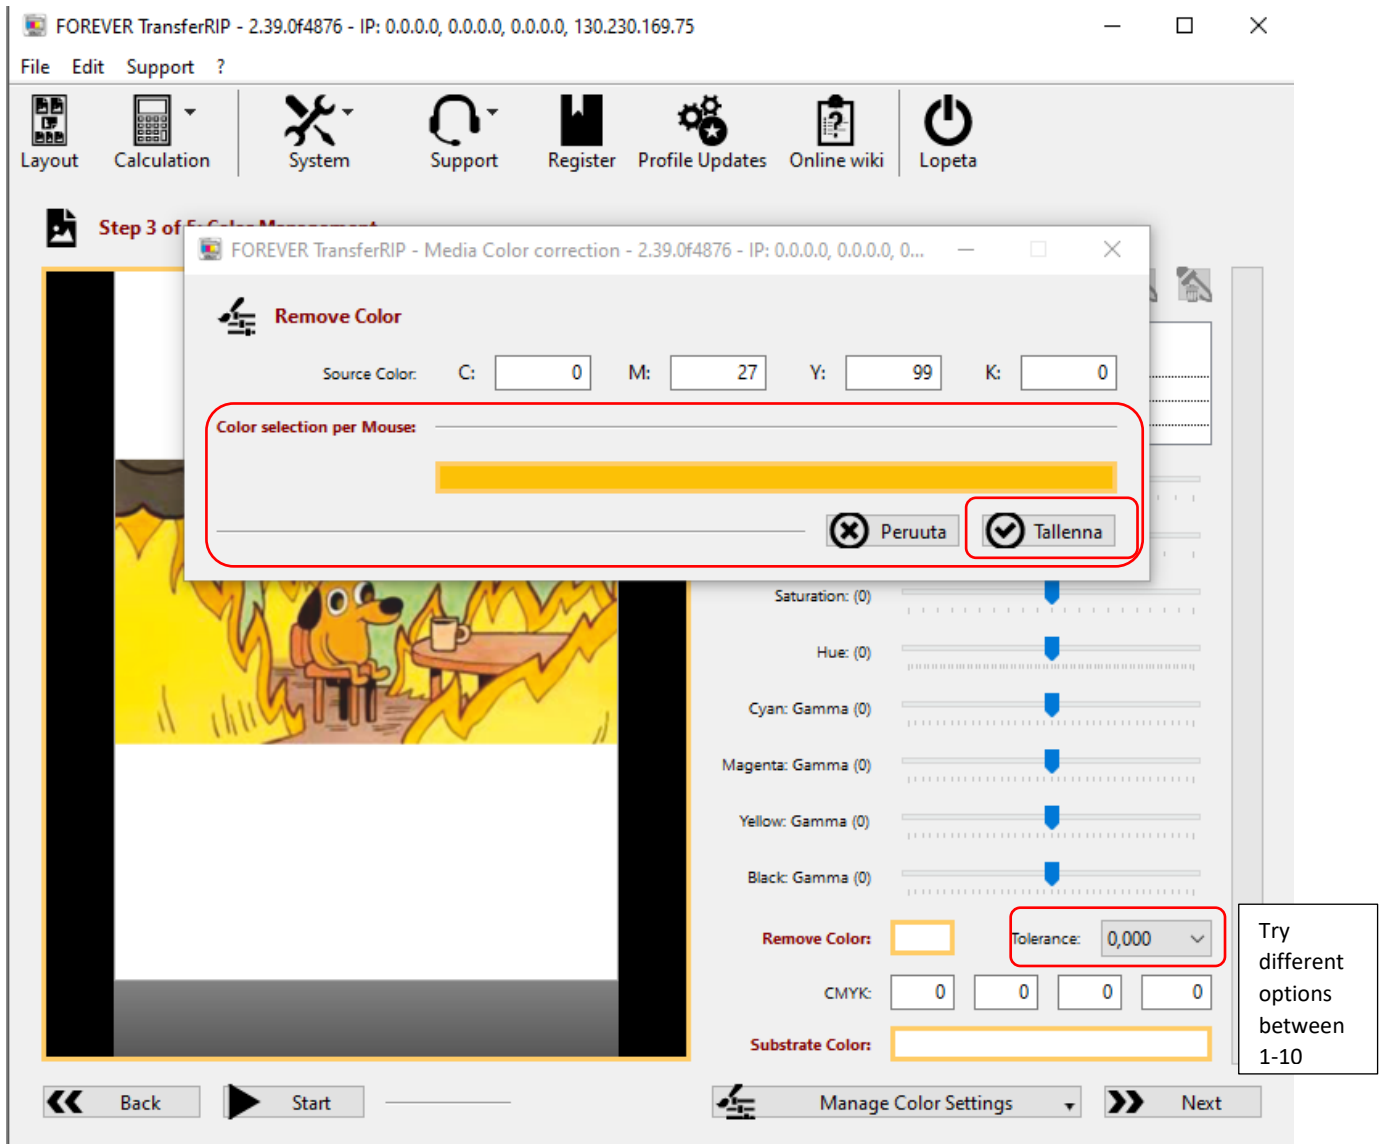 FOREVER TransferRIP - 2.39.0f4876 - IP: 0.0.0.0, 0.0.0.0, 0.0.0.0, 130.230.169.75
File Edit Support ?
Layout Calculation System Support Register Profile Updates Online wiki Lopeta
Step 3 of 5: Color Management
FOREVER TransferRIP - Media Color correction - 2.39.0f4876 - IP: 0.0.0.0, 0.0.0.0, 0...
Remove Color
Source Color: C: 0 M: 27 Y: 99 K: 0
Color selection per Mouse:
Peruuta Tallenna
Saturation: (0)
Hue: (0)
Cyan: Gamma (0)
Magenta: Gamma (0)
Yellow: Gamma (0)
Black: Gamma (0)
Remove Color: Tolerance: 0,000
CMYK: 0 0 0 0
Substrate Color:
Try
different
options
between
1-10
Back Start Manage Color Settings Next